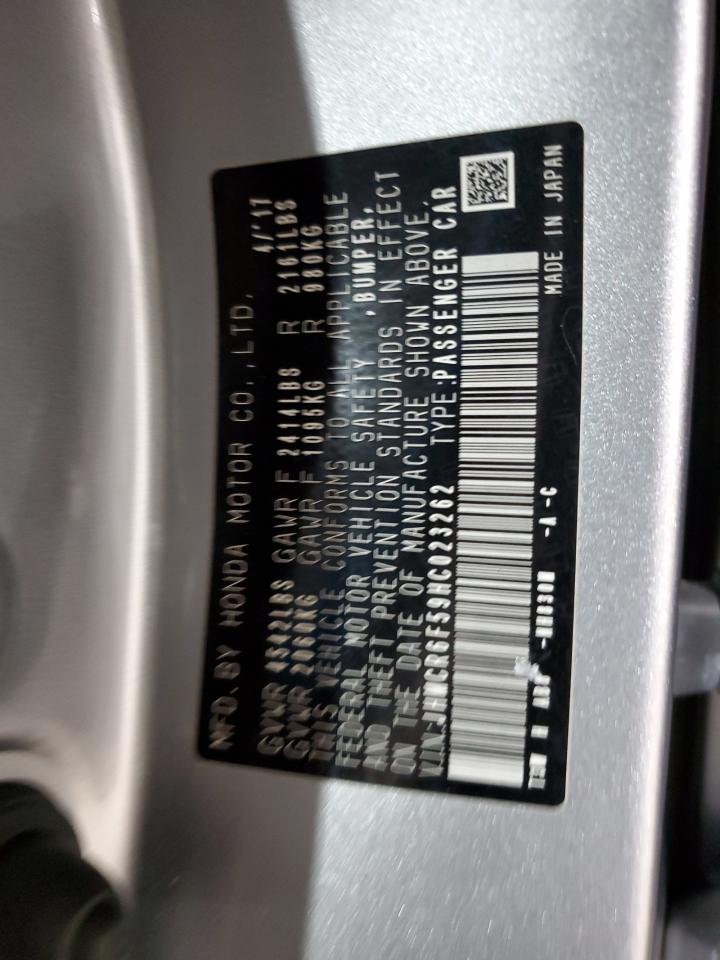 MFD. BY HONDA MOTOR CO., LTD. 4/'17
GVWR 4542LBS GAWR F 2414LBS R 2161LBS
GVWR 2060KG GAWR F 1095KG R 980KG
THIS VEHICLE CONFORMS TO ALL APPLICABLE
FEDERAL MOTOR VEHICLE SAFETY ,BUMPER,
AND THEFT PREVENTION STANDARDS IN EFFECT
ON THE DATE OF MANUFACTURE SHOWN ABOVE.
VIN:JHMCR6F59HC023262 TYPE:PASSENGER CAR
-A-C MADE IN JAPAN